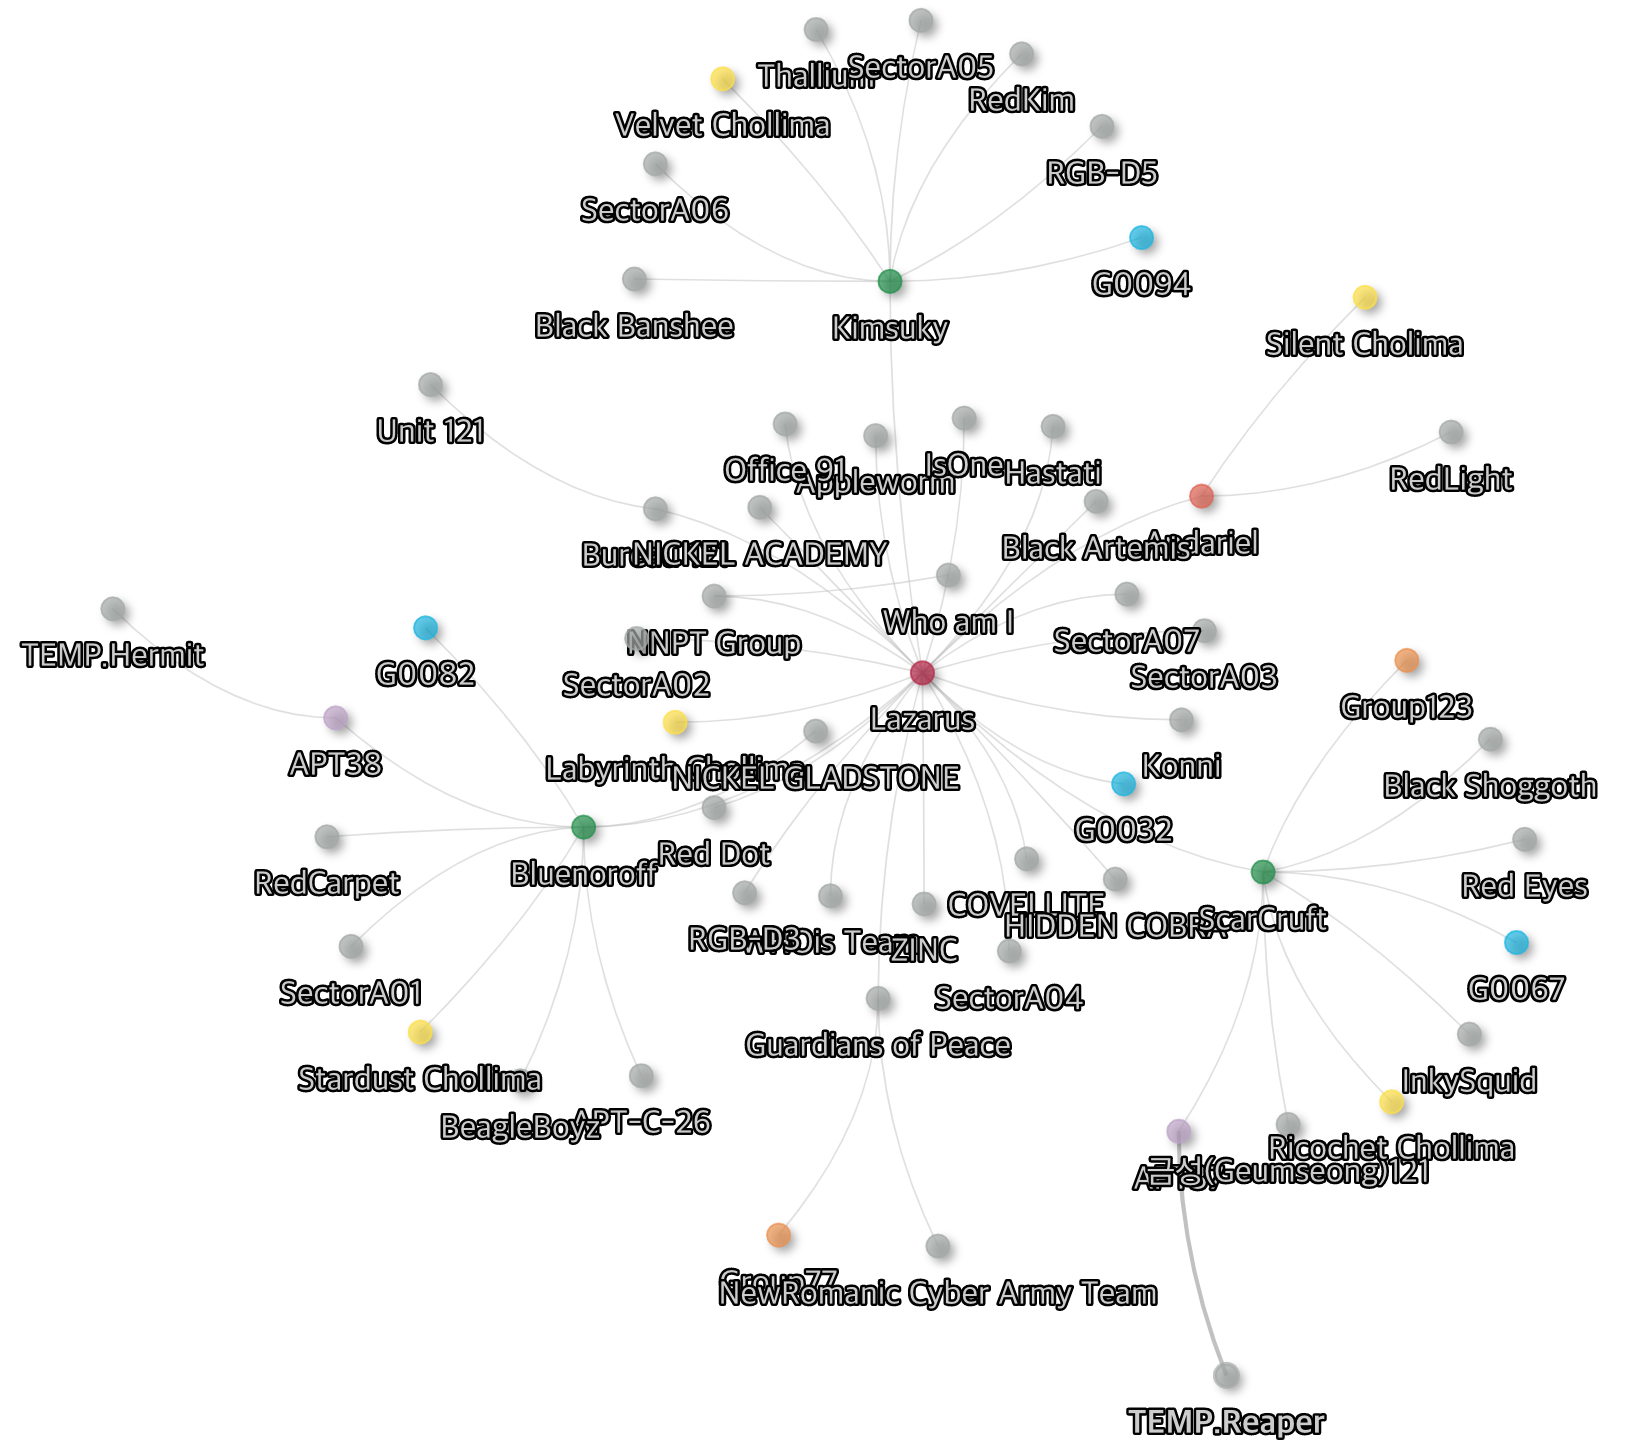 Thallium
SectorA05
RedKim
Velvet Chollima
RGB-D5
SectorA06
G0094
Black Banshee
Kimsuky
Silent Cholima
Unit 121
Office 91
Appleworm
IsOne
Hastati
RedLight
NICKEL ACADEMY
Black Artemis
Andariel
Who am I
NNPT Group
SectorA07
TEMP.Hermit
G0082
SectorA02
SectorA03
Lazarus
Group123
APT38
Labyrinth Chollima
NICKEL GLADSTONE
Konni
Black Shoggoth
G0032
Red Dot
Bluenoroff
RedCarpet
Red Eyes
COVELLITE
HIDDEN COBRA
ScarCruft
RGB-D3
Team
ZINC
SectorA01
SectorA04
G0067
Guardians of Peace
Stardust Chollima
InkySquid
BeagleBoyz
APT-C-26
Ricochet Chollima
금성(Geumseong)121
Group77
NewRomanic Cyber Army Team
TEMP.Reaper